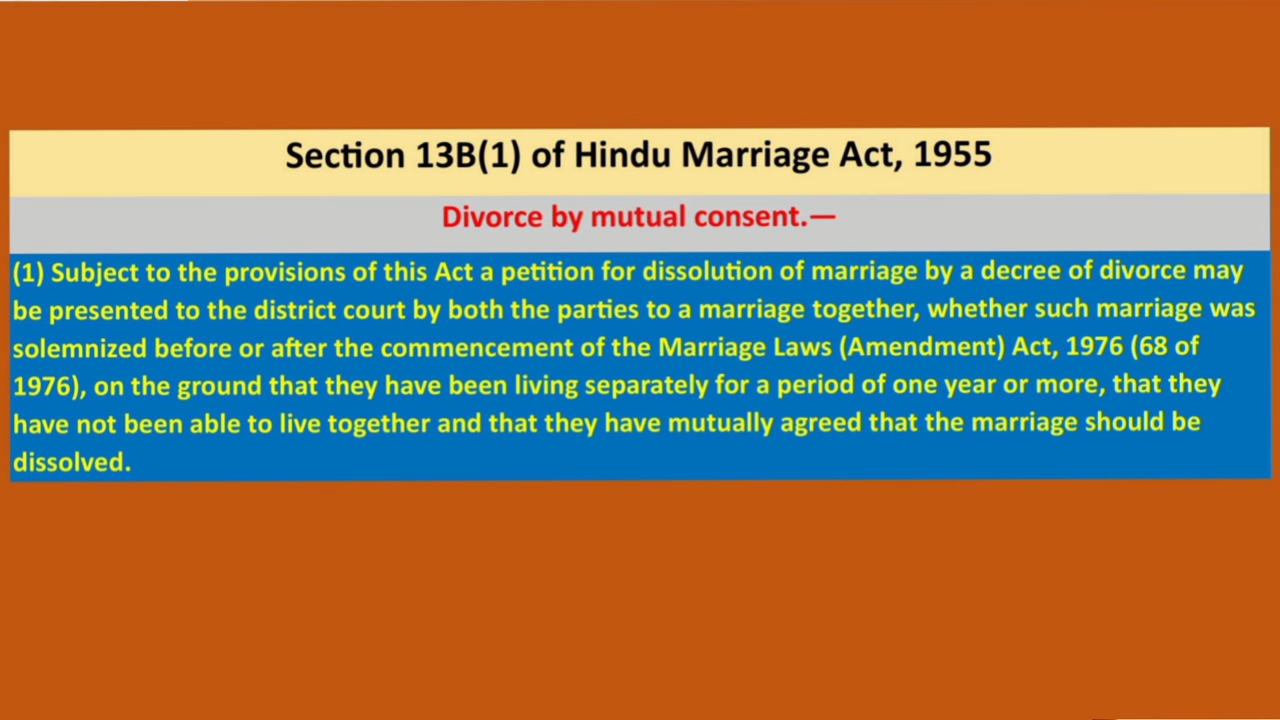 Section 13B(1) of Hindu Marriage Act, 1955
Divorce by mutual consent.—
(1) Subject to the provisions of this Act a petition for dissolution of marriage by a decree of divorce may
be presented to the district court by both the parties to a marriage together, whether such marriage was
solemnized before or after the commencement of the Marriage Laws (Amendment) Act, 1976 (68 of
1976), on the ground that they have been living separately for a period of one year or more, that they
have not been able to live together and that they have mutually agreed that the marriage should be
dissolved.